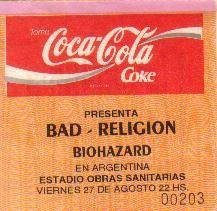 Tome
Coca-Cola
Coke
PRESENTA
BAD - RELIGION
BIOHAZARD
EN ARGENTINA
ESTADIO OBRAS SANITARIAS
VIERNES 27 DE AGOSTO 22 HS.
00203